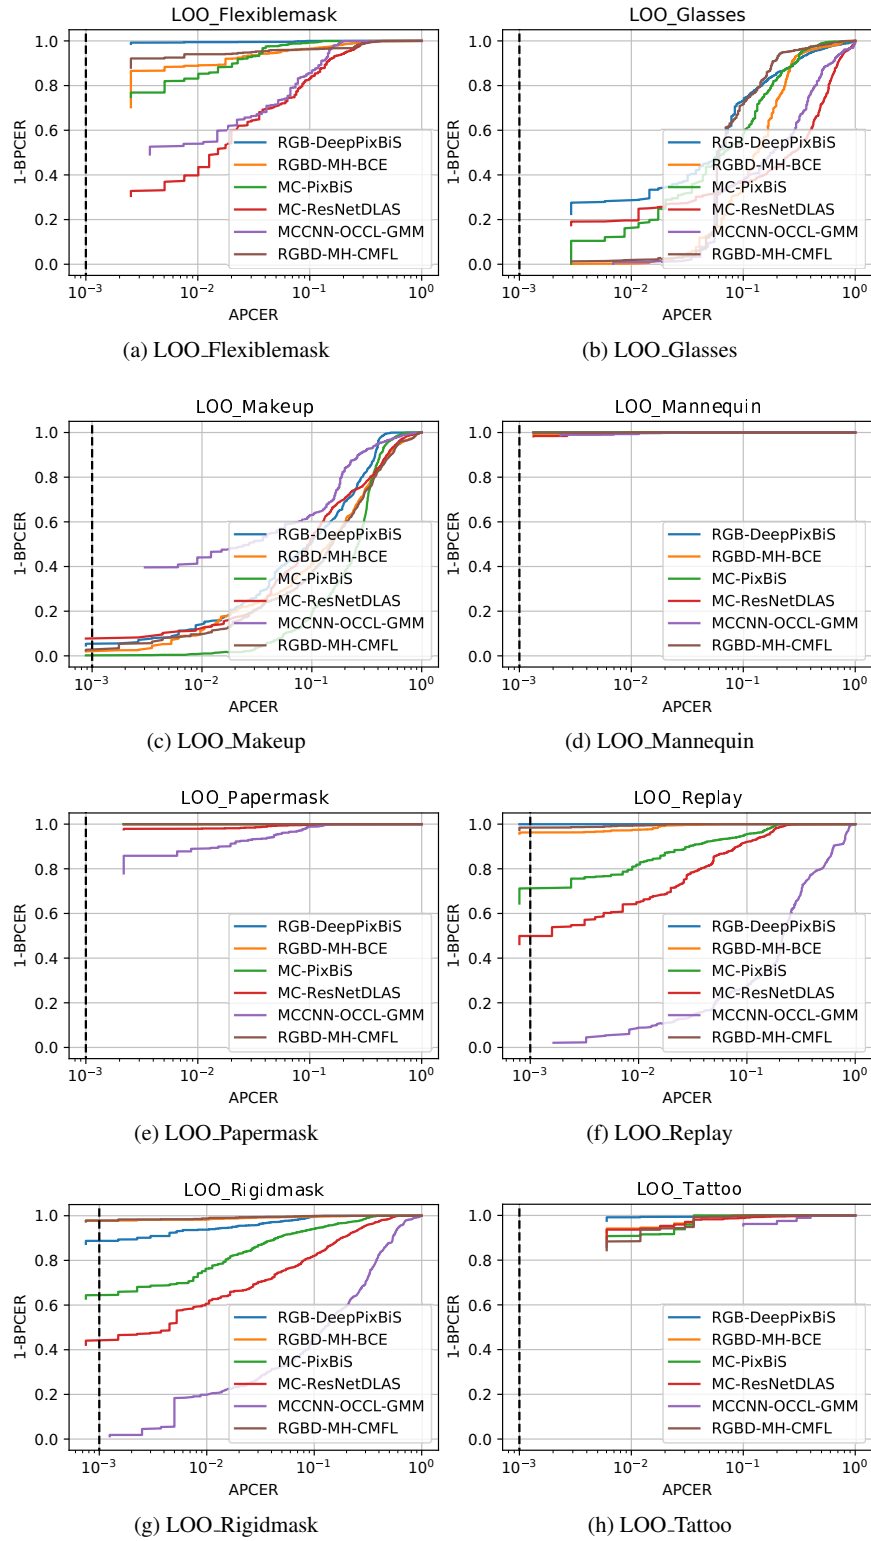 LOO_Flexiblemask
1-BPCER
1.0
0.8
0.6
0.4
0.2
0.0
RGB-DeepPixBiS
RGBD-MH-BCE
MC-PixBiS
MC-ResNetDLAS
MCCNN-OCCL-GMM
RGBD-MH-CMFL
10⁻³ 10⁻² 10⁻¹ 10⁰
APCER
(a) LOO_Flexiblemask
LOO_Glasses
1-BPCER
1.0
0.8
0.6
0.4
0.2
0.0
RGB-DeepPixBiS
RGBD-MH-BCE
MC-PixBiS
MC-ResNetDLAS
MCCNN-OCCL-GMM
RGBD-MH-CMFL
10⁻³ 10⁻² 10⁻¹ 10⁰
APCER
(b) LOO_Glasses
LOO_Makeup
1-BPCER
1.0
0.8
0.6
0.4
0.2
0.0
RGB-DeepPixBiS
RGBD-MH-BCE
MC-PixBiS
MC-ResNetDLAS
MCCNN-OCCL-GMM
RGBD-MH-CMFL
10⁻³ 10⁻² 10⁻¹ 10⁰
APCER
(c) LOO_Makeup
LOO_Mannequin
1-BPCER
1.0
0.8
0.6
0.4
0.2
0.0
RGB-DeepPixBiS
RGBD-MH-BCE
MC-PixBiS
MC-ResNetDLAS
MCCNN-OCCL-GMM
RGBD-MH-CMFL
10⁻³ 10⁻² 10⁻¹ 10⁰
APCER
(d) LOO_Mannequin
LOO_Papermask
1-BPCER
1.0
0.8
0.6
0.4
0.2
0.0
RGB-DeepPixBiS
RGBD-MH-BCE
MC-PixBiS
MC-ResNetDLAS
MCCNN-OCCL-GMM
RGBD-MH-CMFL
10⁻³ 10⁻² 10⁻¹ 10⁰
APCER
(e) LOO_Papermask
LOO_Replay
1-BPCER
1.0
0.8
0.6
0.4
0.2
0.0
RGB-DeepPixBiS
RGBD-MH-BCE
MC-PixBiS
MC-ResNetDLAS
MCCNN-OCCL-GMM
RGBD-MH-CMFL
10⁻³ 10⁻² 10⁻¹ 10⁰
APCER
(f) LOO_Replay
LOO_Rigidmask
1-BPCER
1.0
0.8
0.6
0.4
0.2
0.0
RGB-DeepPixBiS
RGBD-MH-BCE
MC-PixBiS
MC-ResNetDLAS
MCCNN-OCCL-GMM
RGBD-MH-CMFL
10⁻³ 10⁻² 10⁻¹ 10⁰
APCER
(g) LOO_Rigidmask
LOO_Tattoo
1-BPCER
1.0
0.8
0.6
0.4
0.2
0.0
RGB-DeepPixBiS
RGBD-MH-BCE
MC-PixBiS
MC-ResNetDLAS
MCCNN-OCCL-GMM
RGBD-MH-CMFL
10⁻³ 10⁻² 10⁻¹ 10⁰
APCER
(h) LOO_Tattoo